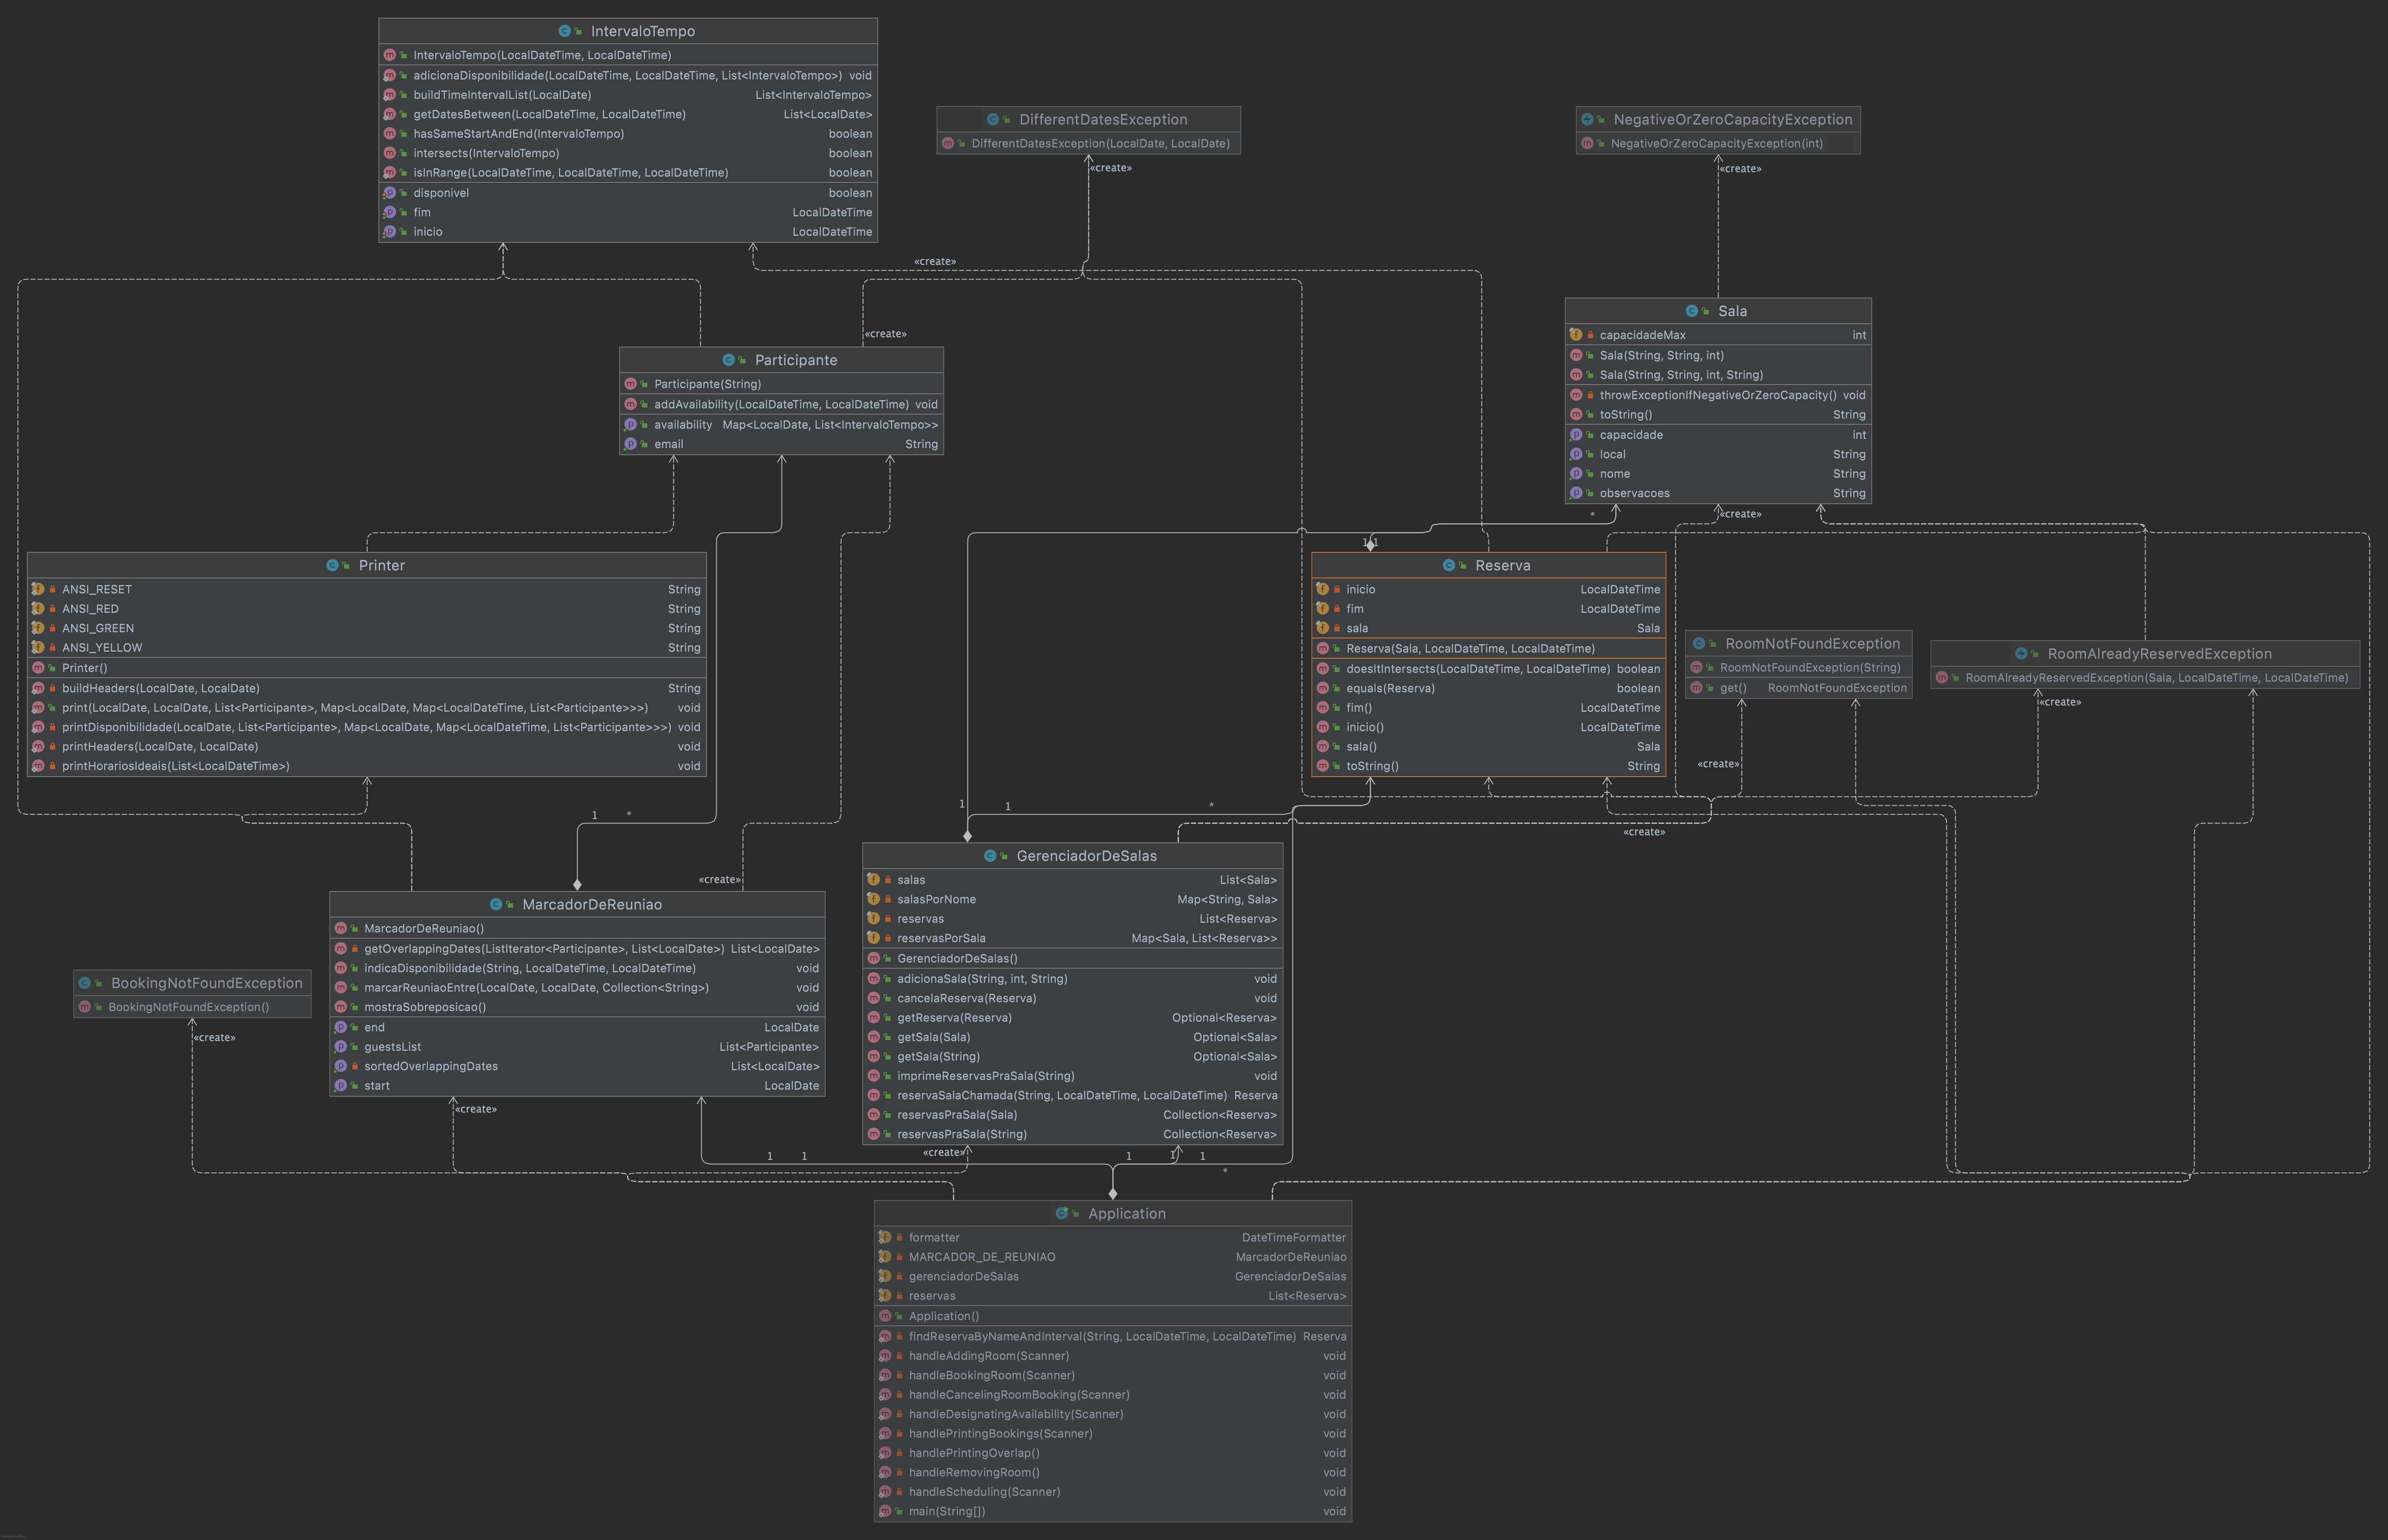 IntervaloTempo
IntervaloTempo(LocalDateTime, LocalDateTime)
adicionaDisponibilidade(LocalDateTime, LocalDateTime, List<IntervaloTempo>) void
buildTimeIntervalList(LocalDate) List<IntervaloTempo>
getDatesBetween(LocalDateTime, LocalDateTime) List<LocalDate>
hasSameStartAndEnd(IntervaloTempo) boolean
intersects(IntervaloTempo) boolean
isInRange(LocalDateTime, LocalDateTime, LocalDateTime) boolean
disponivel boolean
fim LocalDateTime
inicio LocalDateTime
DifferentDatesException
DifferentDatesException(LocalDate, LocalDate)
«create»
NegativeOrZeroCapacityException
NegativeOrZeroCapacityException(int)
«create»
«create»
«create»
Sala
capacidadeMax int
Sala(String, String, int)
Sala(String, String, int, String)
throwExceptionIfNegativeOrZeroCapacity() void
toString() String
capacidade int
local String
nome String
observacoes String
Participante
Participante(String)
addAvailability(LocalDateTime, LocalDateTime) void
availability Map<LocalDate, List<IntervaloTempo>>
email String
*
«create»
1 1
Printer
ANSI_RESET String
ANSI_RED String
ANSI_GREEN String
ANSI_YELLOW String
Printer()
buildHeaders(LocalDate, LocalDate) String
print(LocalDate, LocalDate, List<Participante>, Map<LocalDate, Map<LocalDateTime, List<Participante>>>) void
printDisponibilidade(LocalDate, List<Participante>, Map<LocalDate, Map<LocalDateTime, List<Participante>>>) void
printHeaders(LocalDate, LocalDate) void
printHorariosIdeais(List<LocalDateTime>) void
Reserva
inicio LocalDateTime
fim LocalDateTime
sala Sala
Reserva(Sala, LocalDateTime, LocalDateTime)
doesItIntersects(LocalDateTime, LocalDateTime) boolean
equals(Reserva) boolean
fim() LocalDateTime
inicio() LocalDateTime
sala() Sala
toString() String
RoomNotFoundException
RoomNotFoundException(String)
get() RoomNotFoundException
RoomAlreadyReservedException
RoomAlreadyReservedException(Sala, LocalDateTime, LocalDateTime)
«create»
«create»
1 1 *
1 *
«create»
«create»
GerenciadorDeSalas
salas List<Sala>
salasPorNome Map<String, Sala>
reservas List<Reserva>
reservasPorSala Map<Sala, List<Reserva>>
GerenciadorDeSalas()
adicionaSala(String, int, String) void
cancelaReserva(Reserva) void
getReserva(Reserva) Optional<Reserva>
getSala(Sala) Optional<Sala>
getSala(String) Optional<Sala>
imprimeReservasPraSala(String) void
reservaSalaChamada(String, LocalDateTime, LocalDateTime) Reserva
reservasPraSala(Sala) Collection<Reserva>
reservasPraSala(String) Collection<Reserva>
MarcadorDeReuniao
MarcadorDeReuniao()
getOverlappingDates(ListIterator<Participante>, List<LocalDate>) List<LocalDate>
indicaDisponibilidade(String, LocalDateTime, LocalDateTime) void
marcarReuniaoEntre(LocalDate, LocalDate, Collection<String>) void
mostraSobreposicao() void
end LocalDate
guestsList List<Participante>
sortedOverlappingDates List<LocalDate>
start LocalDate
BookingNotFoundException
BookingNotFoundException()
«create»
«create»
«create»
1 1 1 1 1
*
Application
formatter DateTimeFormatter
MARCADOR_DE_REUNIAO MarcadorDeReuniao
gerenciadorDeSalas GerenciadorDeSalas
reservas List<Reserva>
Application()
findReservaByNameAndInterval(String, LocalDateTime, LocalDateTime) Reserva
handleAddingRoom(Scanner) void
handleBookingRoom(Scanner) void
handleCancelingRoomBooking(Scanner) void
handleDesignatingAvailability(Scanner) void
handlePrintingBookings(Scanner) void
handlePrintingOverlap() void
handleRemovingRoom() void
handleScheduling(Scanner) void
main(String[]) void